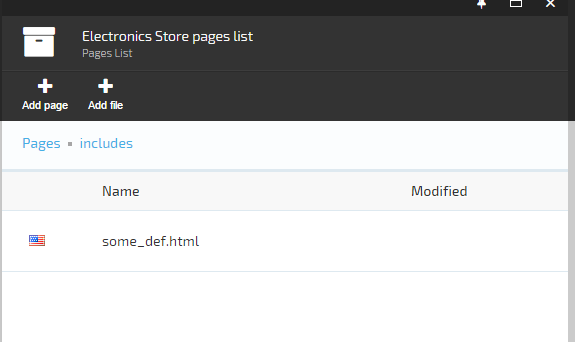 Electronics Store pages list
Pages List
Add page Add file
Pages includes
Name Modified
some_def.html